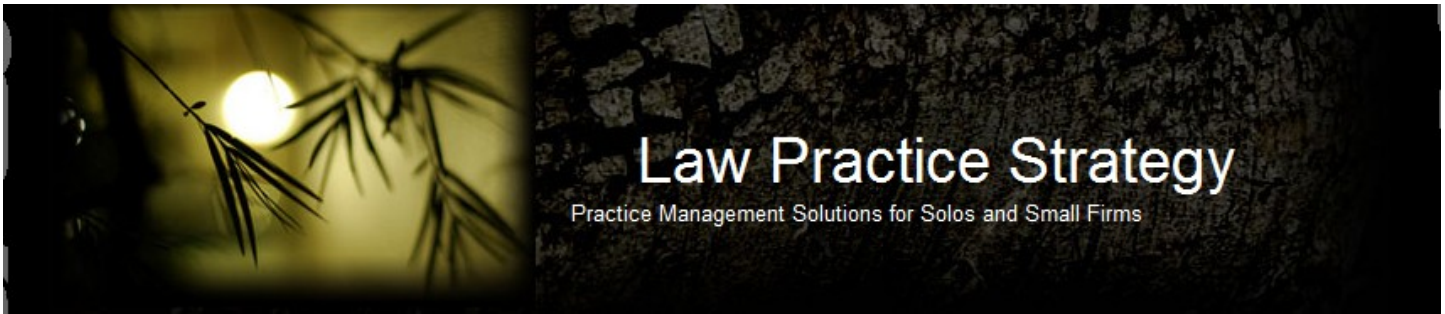 Law Practice Strategy
Practice Management Solutions for Solos and Small Firms